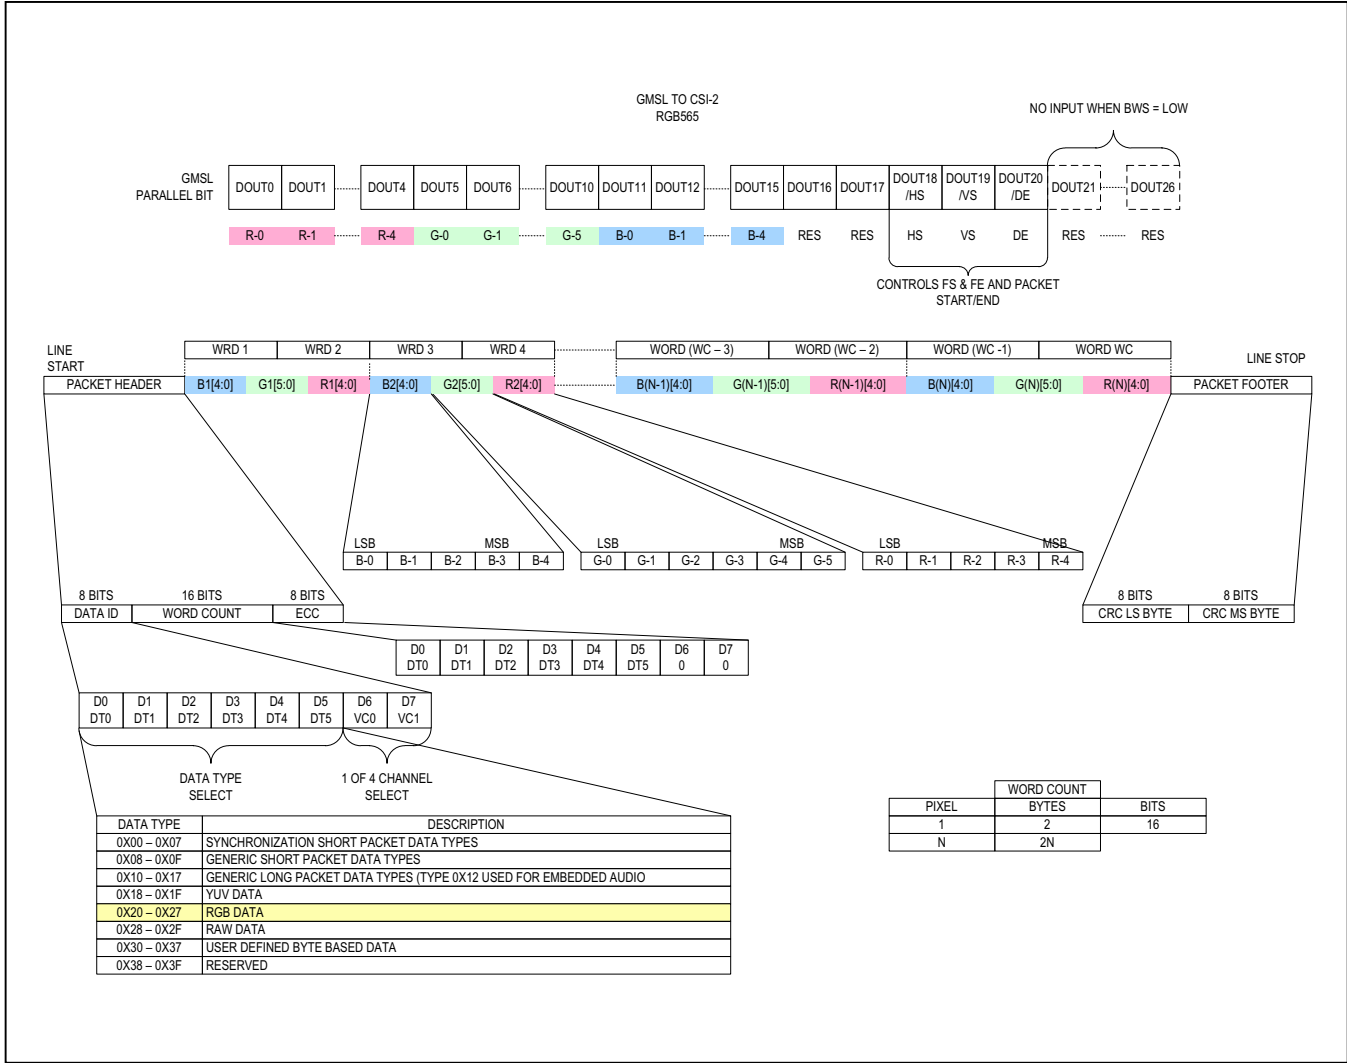 GMSL TO CSI-2
RGB565
NO INPUT WHEN BWS = LOW
GMSL
PARALLEL BIT
DOUT0 DOUT1 DOUT4 DOUT5 DOUT6 DOUT10 DOUT11 DOUT12 DOUT15 DOUT16 DOUT17 DOUT18 /HS DOUT19 /VS DOUT20 /DE DOUT21 DOUT26
R-0 R-1 R-4 G-0 G-1 G-5 B-0 B-1 B-4 RES RES HS VS DE RES RES
CONTROLS FS & FE AND PACKET
START/END
LINE
START
WRD 1 WRD 2 WRD 3 WRD 4 WORD (WC – 3) WORD (WC – 2) WORD (WC -1) WORD WC
LINE STOP
PACKET HEADER B1[4:0] G1[5:0] R1[4:0] B2[4:0] G2[5:0] R2[4:0] B(N-1)[4:0] G(N-1)[5:0] R(N-1)[4:0] B(N)[4:0] G(N)[5:0] R(N)[4:0] PACKET FOOTER
LSB MSB LSB MSB LSB MSB
B-0 B-1 B-2 B-3 B-4 G-0 G-1 G-2 G-3 G-4 G-5 R-0 R-1 R-2 R-3 R-4
8 BITS 16 BITS 8 BITS 8 BITS 8 BITS
DATA ID WORD COUNT ECC CRC LS BYTE CRC MS BYTE
D0 D1 D2 D3 D4 D5 D6 D7
DT0 DT1 DT2 DT3 DT4 DT5 0 0
D0 D1 D2 D3 D4 D5 D6 D7
DT0 DT1 DT2 DT3 DT4 DT5 VC0 VC1
DATA TYPE
SELECT
1 OF 4 CHANNEL
SELECT
WORD COUNT
PIXEL BYTES BITS
1 2 16
N 2N
DATA TYPE DESCRIPTION
0X00 – 0X07 SYNCHRONIZATION SHORT PACKET DATA TYPES
0X08 – 0X0F GENERIC SHORT PACKET DATA TYPES
0X10 – 0X17 GENERIC LONG PACKET DATA TYPES (TYPE 0X12 USED FOR EMBEDDED AUDIO
0X18 – 0X1F YUV DATA
0X20 – 0X27 RGB DATA
0X28 – 0X2F RAW DATA
0X30 – 0X37 USER DEFINED BYTE BASED DATA
0X38 – 0X3F RESERVED